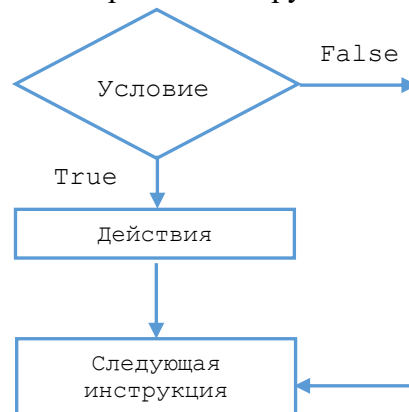 Условие
False
True
Действия
Следующая
инструкция